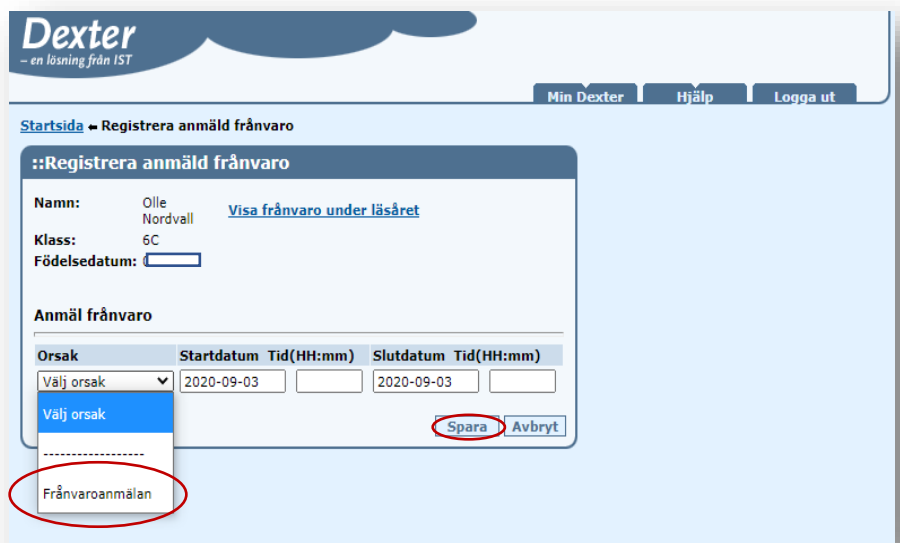 Dexter
– en lösning från IST
Min Dexter Hjälp Logga ut
Startsida Registrera anmäld frånvaro
::Registrera anmäld frånvaro
Namn: Olle Nordvall Visa frånvaro under läsåret
Klass: 6C
Födelsedatum:
Anmäl frånvaro
Orsak Startdatum Tid(HH:mm) Slutdatum Tid(HH:mm)
Välj orsak 2020-09-03 2020-09-03
Välj orsak
------------------
Spara Avbryt
Frånvaroanmälan